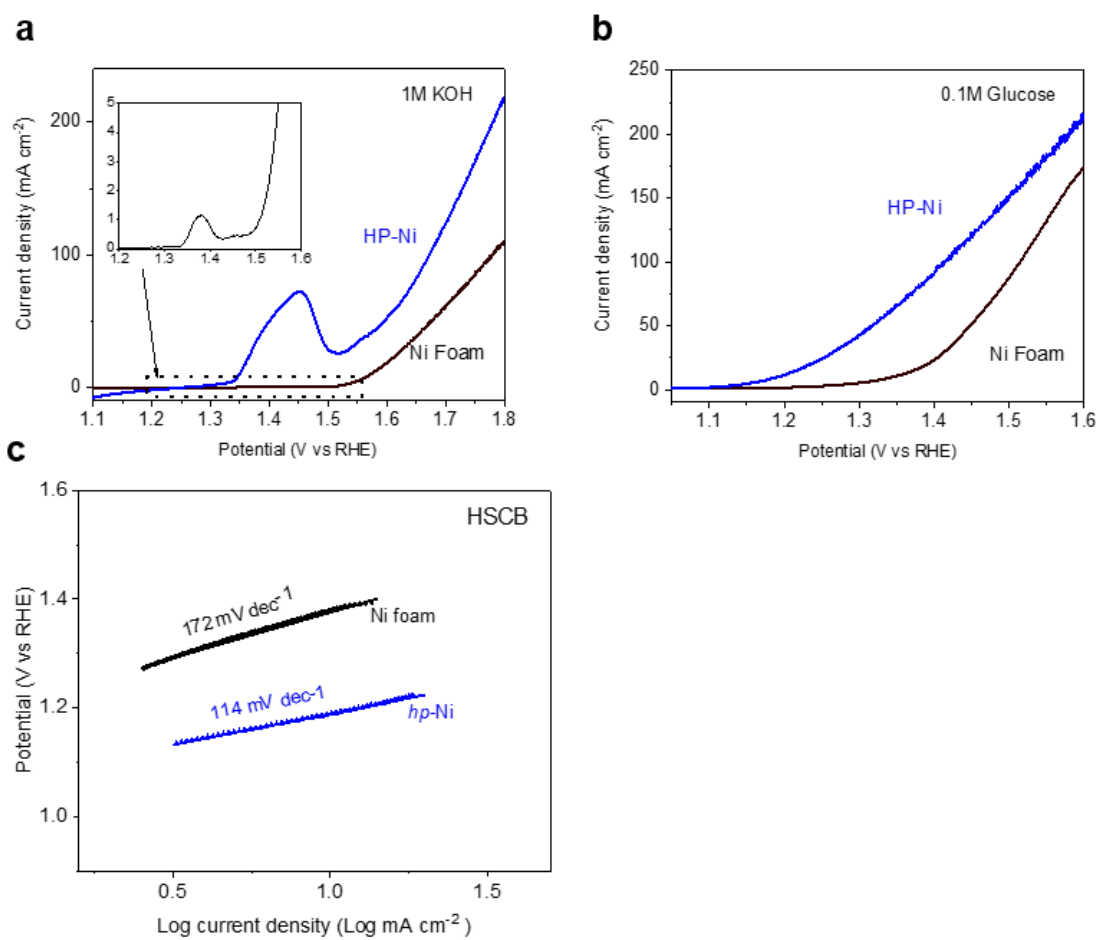 a
1M KOH
Current density (mA cm⁻²)
200
100
0
1.1 1.2 1.3 1.4 1.5 1.6 1.7 1.8
Potential (V vs RHE)
5
4
3
2
1
0
1.2 1.3 1.4 1.5 1.6
HP-Ni
Ni Foam
b
0.1M Glucose
Current density (mA cm⁻²)
250
200
150
100
50
0
1.1 1.2 1.3 1.4 1.5 1.6
Potential (V vs RHE)
HP-Ni
Ni Foam
c
HSCB
Potential (V vs RHE)
1.6
1.4
1.2
1.0
0.5 1.0 1.5
Log current density (Log mA cm⁻² )
172 mV dec⁻¹
Ni foam
114 mV dec-1
hp-Ni